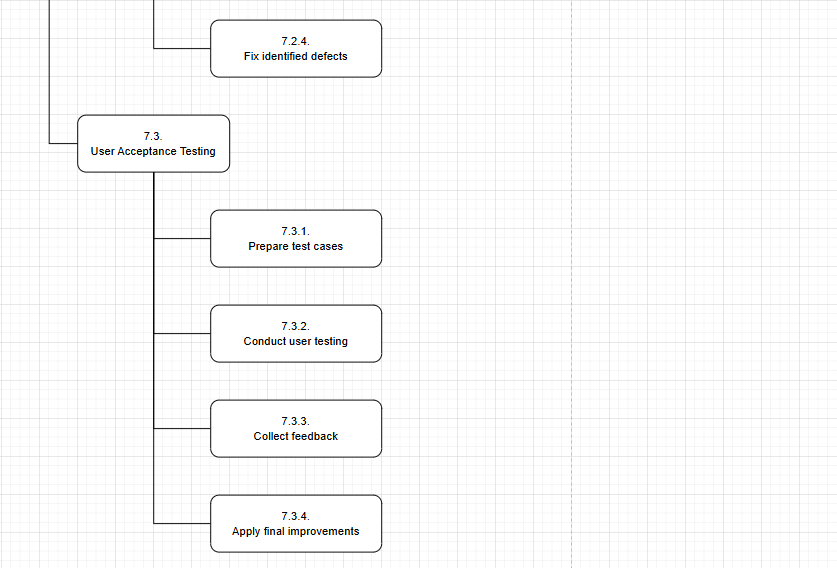 7.2.4.
Fix identified defects
7.3.
User Acceptance Testing
7.3.1.
Prepare test cases
7.3.2.
Conduct user testing
7.3.3.
Collect feedback
7.3.4.
Apply final improvements